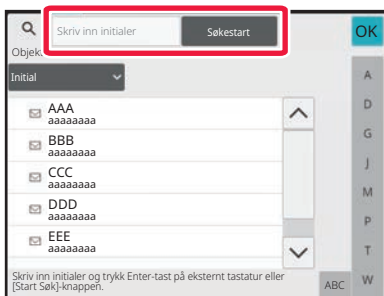 Skriv inn initialer
Søkestart
OK
Objek
Initial
AAA
aaaaaaaa
BBB
aaaaaaaa
CCC
aaaaaaaa
DDD
aaaaaaaa
EEE
aaaaaaaa
A
D
G
J
M
P
T
W
ABC
Skriv inn initialer og trykk Enter-tast på eksternt tastatur eller
[Start Søk]-knappen.